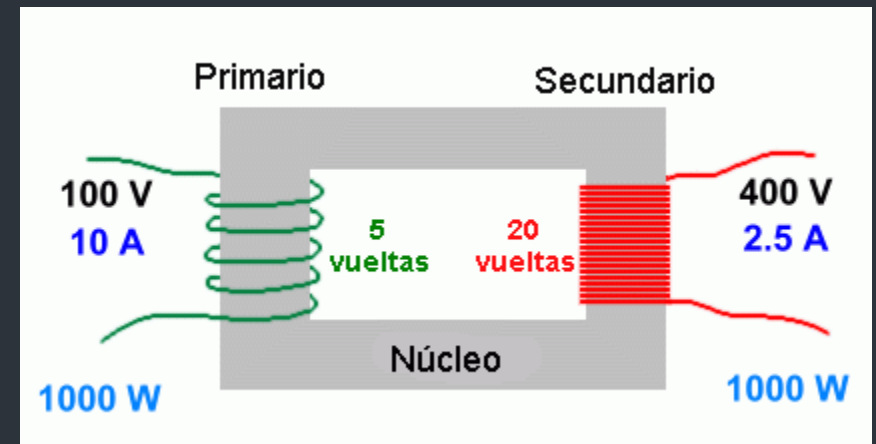 Primario
Secundario
100 V
10 A
5
vueltas
20
vueltas
400 V
2.5 A
Núcleo
1000 W
1000 W